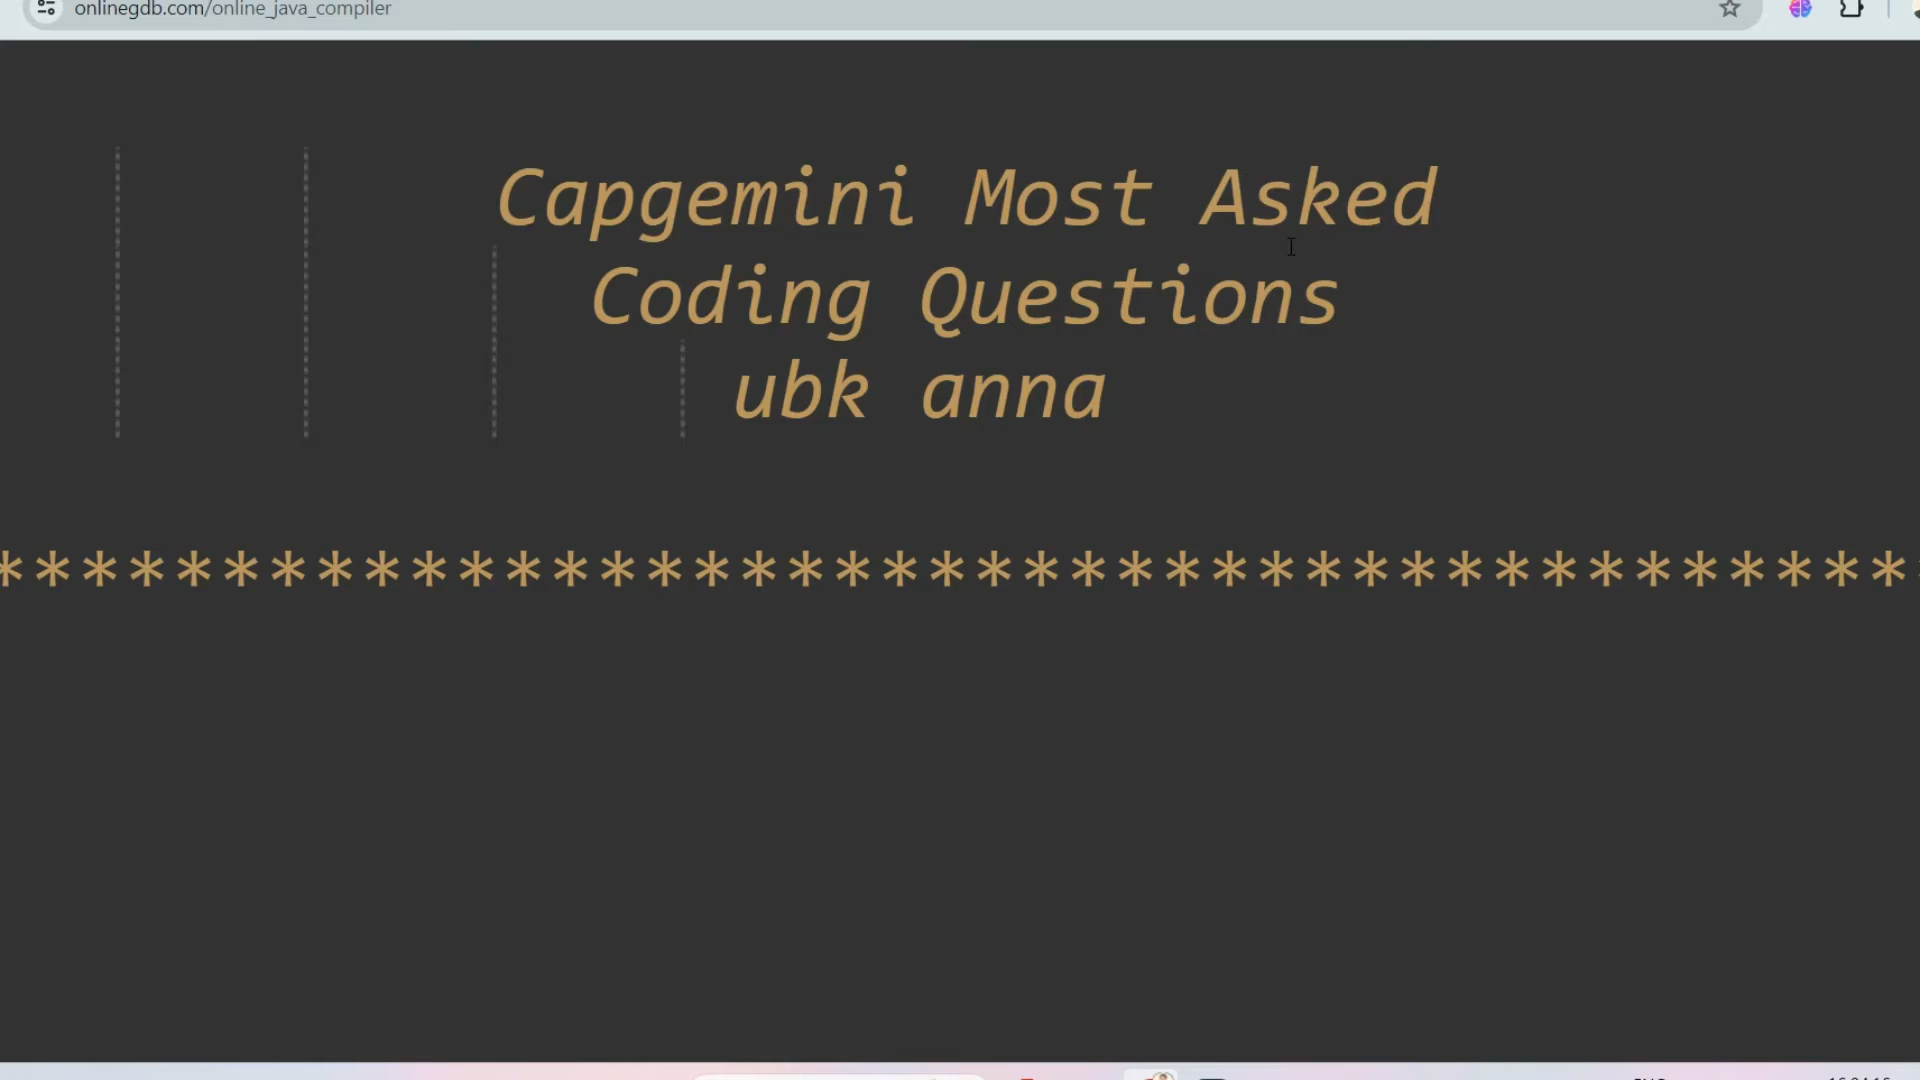 onlinegdb.com/online_java_compiler
Capgemini Most Asked
Coding Questions
ubk anna
*****************************************